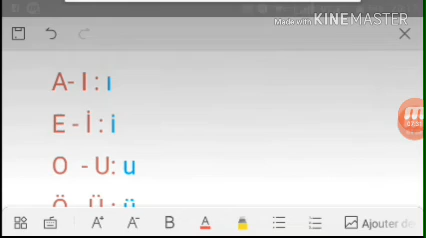 Made with KINEMASTER
A- I : ı
E - İ : i
O - U: u
Ö - Ü : ü
A+ A- B A Ajouter de